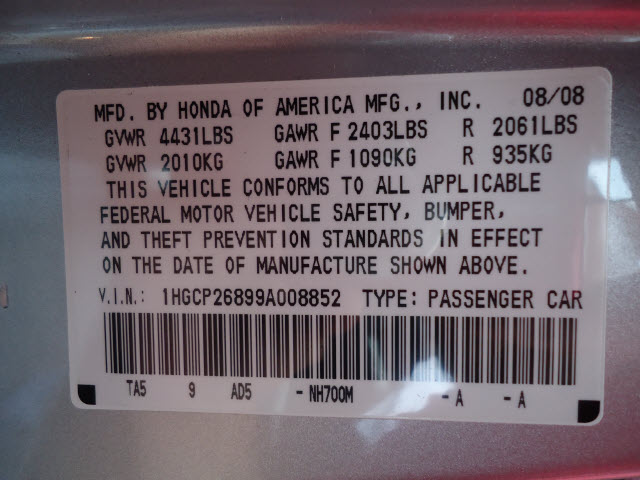 MFD. BY HONDA OF AMERICA MFG., INC. 08/08
GVWR 4431LBS GAWR F 2403LBS R 2061LBS
GVWR 2010KG GAWR F 1090KG R 935KG
THIS VEHICLE CONFORMS TO ALL APPLICABLE
FEDERAL MOTOR VEHICLE SAFETY, BUMPER,
AND THEFT PREVENTION STANDARDS IN EFFECT
ON THE DATE OF MANUFACTURE SHOWN ABOVE.
V.I.N.: 1HGCP26899A008852 TYPE: PASSENGER CAR
TA5 9 AD5 -NH700M -A -A